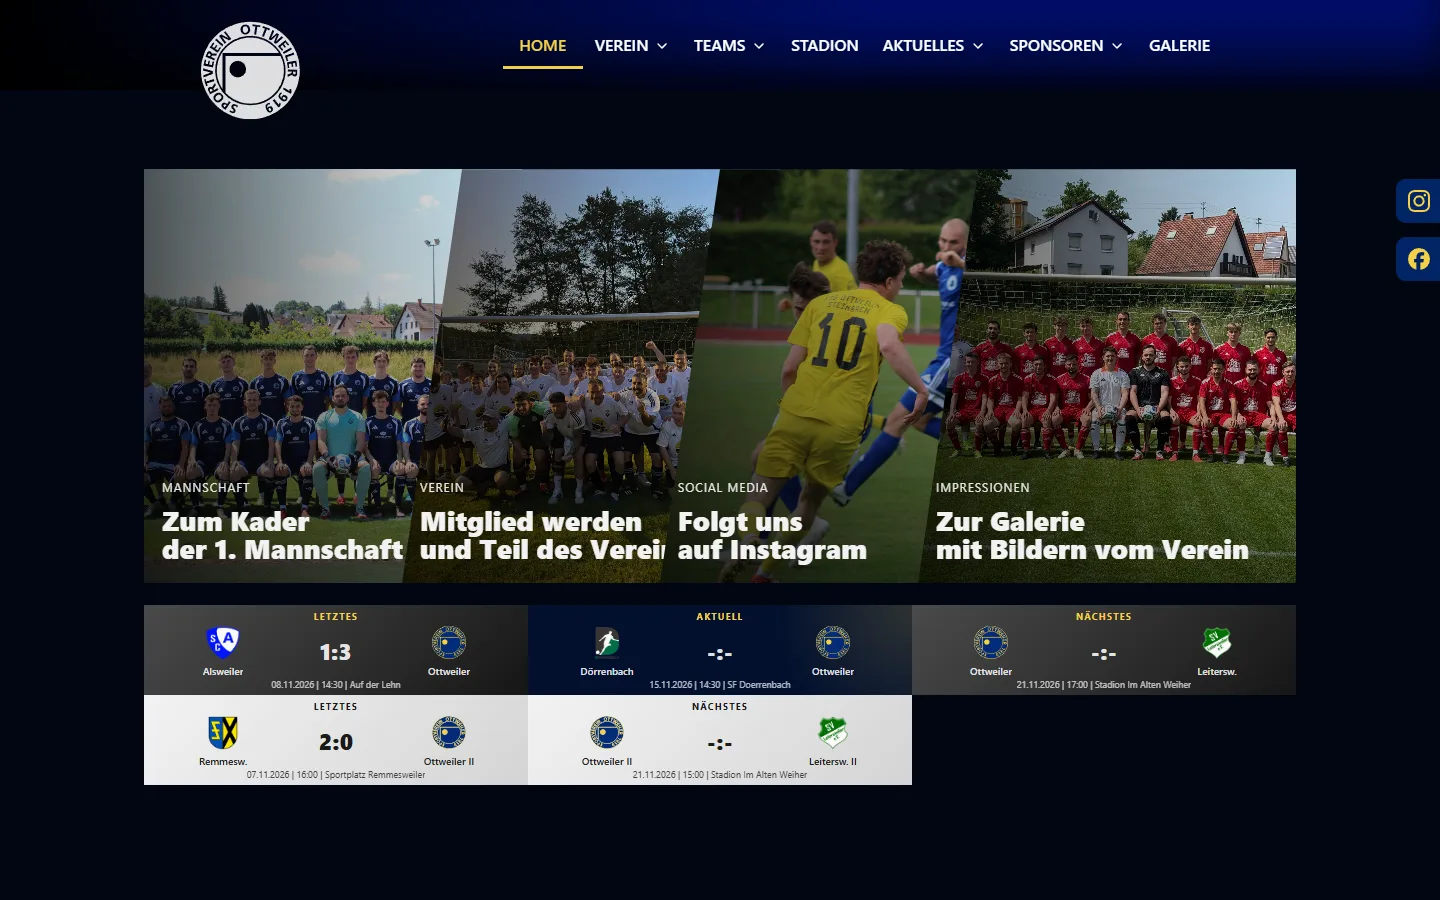 SPORTVEREIN OTTWEILER 1919
HOME
VEREIN
TEAMS
STADION
AKTUELLES
SPONSOREN
GALERIE
10
MANNSCHAFT
Zum Kader
der 1. Mannschaft
VEREIN
Mitglied werden
und Teil des Verein
SOCIAL MEDIA
Folgt uns
auf Instagram
IMPRESSIONEN
Zur Galerie
mit Bildern vom Verein
LETZTES
SC A
1:3
Alsweiler
Ottweiler
08.11.2026 | 14:30 | Auf der Lehn
AKTUELL
-:-
Dörrenbach
Ottweiler
15.11.2026 | 14:30 | SF Doerrenbach
NÄCHSTES
SV
-:-
Ottweiler
Leitersw.
21.11.2026 | 17:00 | Stadion Im Alten Weiher
LETZTES
2:0
Remmesw.
Ottweiler II
07.11.2026 | 16:00 | Sportplatz Remmesweiler
NÄCHSTES
SV
-:-
Ottweiler II
Leitersw. II
21.11.2026 | 15:00 | Stadion Im Alten Weiher